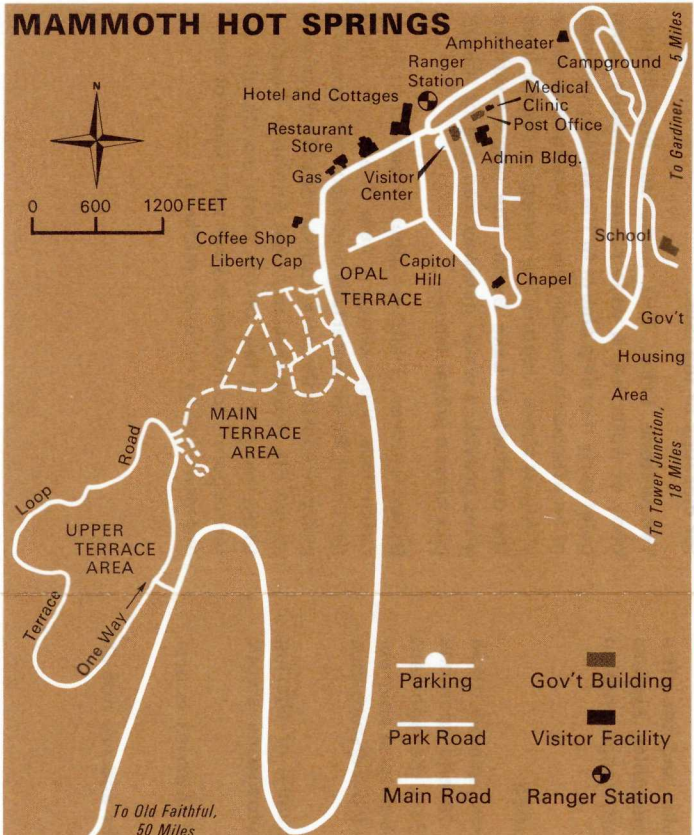 MAMMOTH HOT SPRINGS
Amphitheater
Campground
5 Miles
To Gardiner,
Ranger
Station
Medical
Clinic
Hotel and Cottages
Post Office
Restaurant
Store
Admin Bldg.
Gas
Visitor
Center
N
0 600 1200 FEET
Coffee Shop
Liberty Cap
School
OPAL
TERRACE
Capitol
Hill
Chapel
Gov't
Housing
Area
MAIN
TERRACE
AREA
To Tower Junction,
18 Miles
Loop
Road
UPPER
TERRACE
AREA
Terrace
One Way
Parking
Gov't Building
Park Road
Visitor Facility
Main Road
Ranger Station
To Old Faithful,
50 Miles